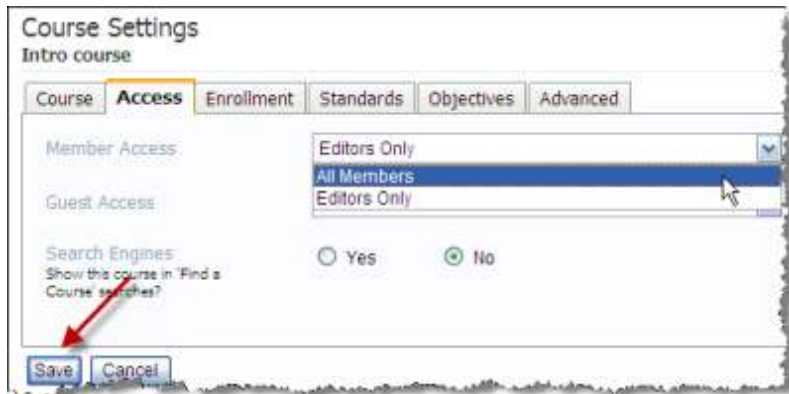 Course Settings
Intro course
Course Access Enrollment Standards Objectives Advanced
Member Access Editors Only
All Members
Editors Only
Guest Access
Search Engines Yes No
Show this course in 'Find a
Course' searches?
Save Cancel